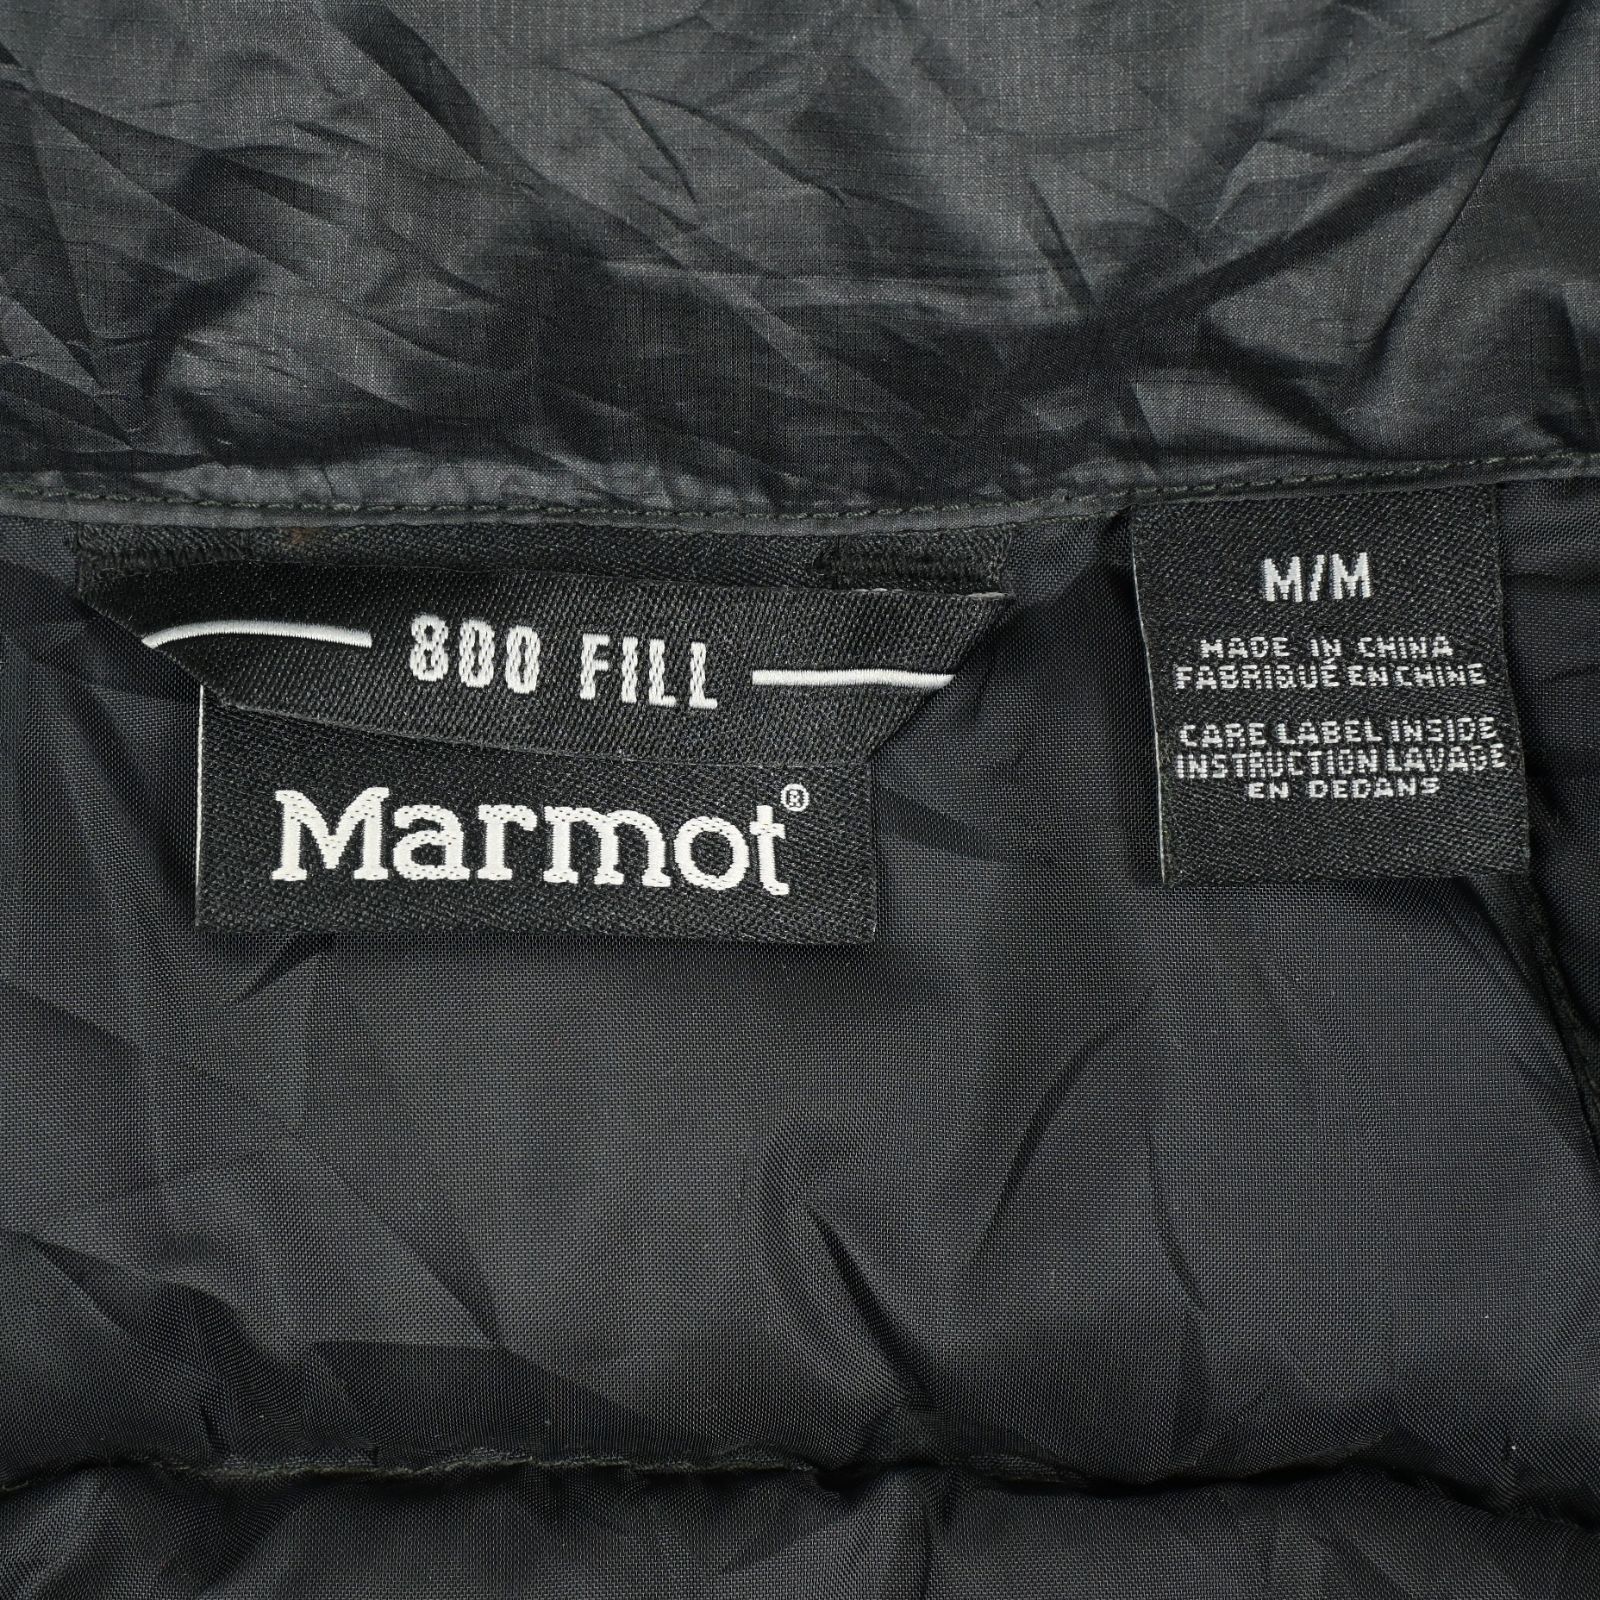 800 FILL
Marmot®
M/M
MADE IN CHINA
FABRIQUÉ EN CHINE
CARE LABEL INSIDE
INSTRUCTION LAVAGE
EN DEDANS